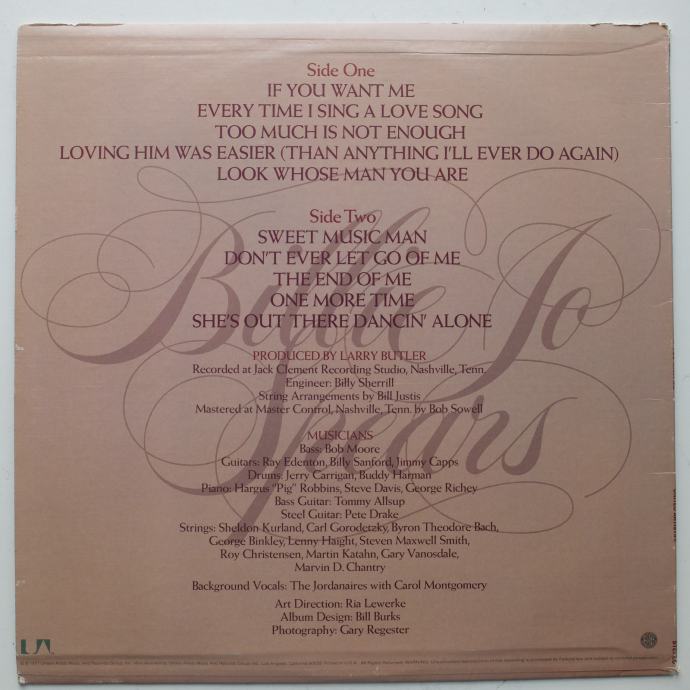 Side One
IF YOU WANT ME
EVERY TIME I SING A LOVE SONG
TOO MUCH IS NOT ENOUGH
LOVING HIM WAS EASIER (THAN ANYTHING I'LL EVER DO AGAIN)
LOOK WHOSE MAN YOU ARE
Side Two
SWEET MUSIC MAN
DON'T EVER LET GO OF ME
THE END OF ME
ONE MORE TIME
SHE'S OUT THERE DANCIN' ALONE
Billie Jo
Spears
PRODUCED BY LARRY BUTLER
Recorded at Jack Clement Recording Studio, Nashville, Tenn.
Engineer: Billy Sherrill
String Arrangements by Bill Justis
Mastered at Master Control, Nashville, Tenn. by Bob Sowell
MUSICIANS
Bass: Bob Moore
Guitars: Ray Edenton, Billy Sanford, Jimmy Capps
Drums: Jerry Carrigan, Buddy Harman
Piano: Hargus "Pig" Robbins, Steve Davis, George Richey
Bass Guitar: Tommy Allsup
Steel Guitar: Pete Drake
Strings: Sheldon Kurland, Carl Gorodetzky, Byron Theodore Bach,
George Binkley, Lenny Haight, Steven Maxwell Smith,
Roy Christensen, Martin Katahn, Gary Vanosdale,
Marvin D. Chantry
Background Vocals: The Jordanaires with Carol Montgomery
Art Direction: Ria Lewerke
Album Design: Bill Burks
Photography: Gary Regester